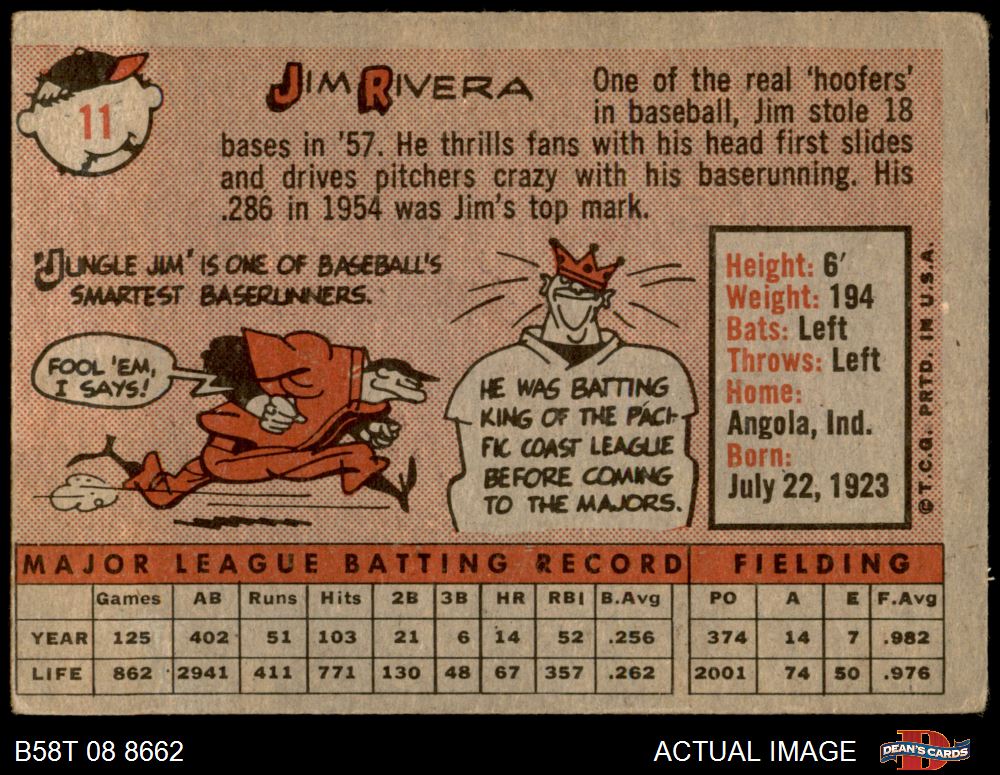 11
JIM RIVERA
One of the real 'hoofers'
in baseball, Jim stole 18
bases in '57. He thrills fans with his head first slides
and drives pitchers crazy with his baserunning. His
.286 in 1954 was Jim's top mark.
'JUNGLE JIM' IS ONE OF BASEBALL'S
SMARTEST BASERUNNERS.
FOOL 'EM,
I SAYS!
HE WAS BATTING
KING OF THE PACI-
FIC COAST LEAGUE
BEFORE COMING
TO THE MAJORS.
Height: 6'
Weight: 194
Bats: Left
Throws: Left
Home:
Angola, Ind.
Born:
July 22, 1923
©T.C.G. PRTD. IN U.S.A.
MAJOR LEAGUE BATTING RECORD FIELDING
Games AB Runs Hits 2B 3B HR RBI B.Avg PO A E F.Avg
YEAR 125 402 51 103 21 6 14 52 .256 374 14 7 .982
LIFE 862 2941 411 771 130 48 67 357 .262 2001 74 50 .976
B58T 08 8662 ACTUAL IMAGE DEAN'S CARDS